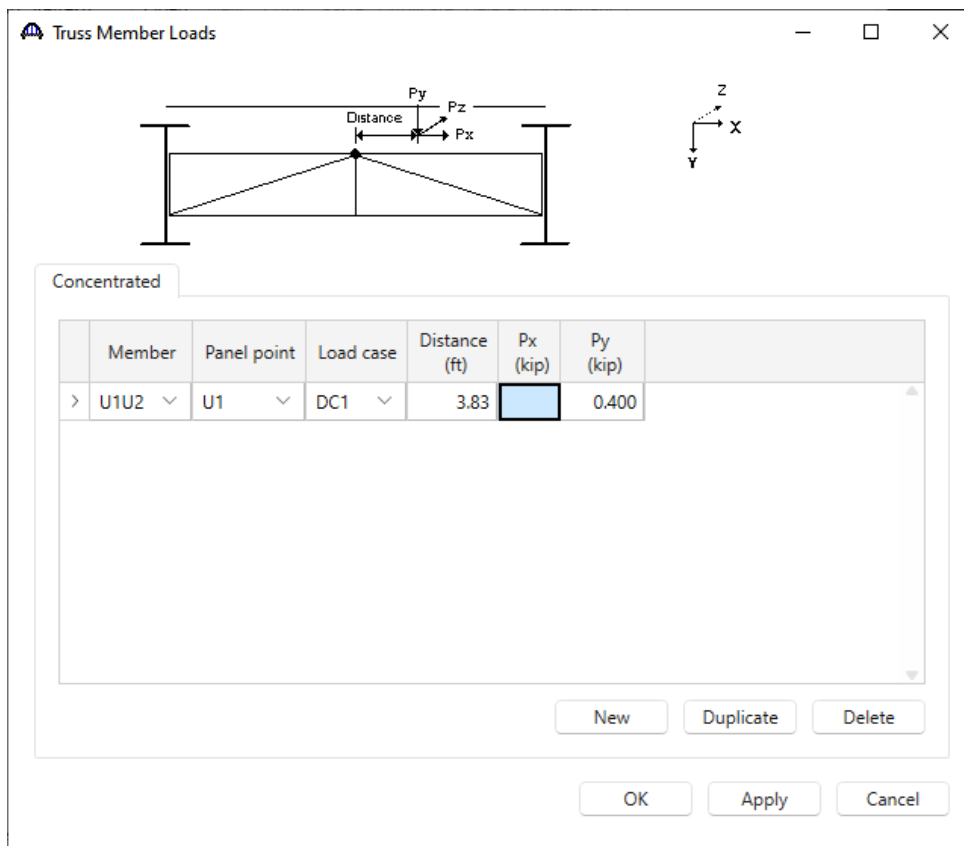 Truss Member Loads
Py
Pz
Distance
Px
Z
X
Y
Concentrated
Member Panel point Load case Distance (ft) Px (kip) Py (kip)
U1U2 U1 DC1 3.83 0.400
New Duplicate Delete
OK Apply Cancel